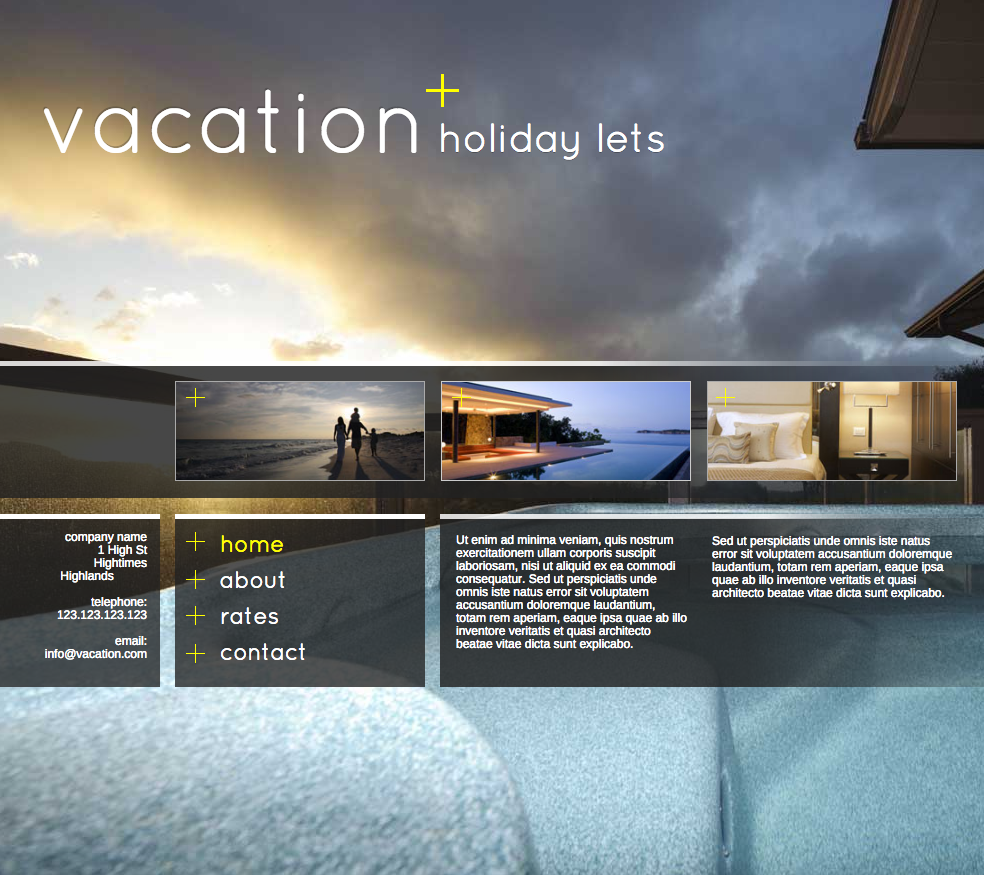 vacation+
holiday lets
company name
1 High St
Hightimes
Highlands
telephone:
123.123.123.123
email:
info@vacation.com
home
about
rates
contact
Ut enim ad minima veniam, quis nostrum
exercitationem ullam corporis suscipit
laboriosam, nisi ut aliquid ex ea commodi
consequatur. Sed ut perspiciatis unde
omnis iste natus error sit voluptatem
accusantium doloremque laudantium,
totam rem aperiam, eaque ipsa quae ab illo
inventore veritatis et quasi architecto
beatae vitae dicta sunt explicabo.
Sed ut perspiciatis unde omnis iste natus
error sit voluptatem accusantium doloremque
laudantium, totam rem aperiam, eaque ipsa
quae ab illo inventore veritatis et quasi
architecto beatae vitae dicta sunt explicabo.